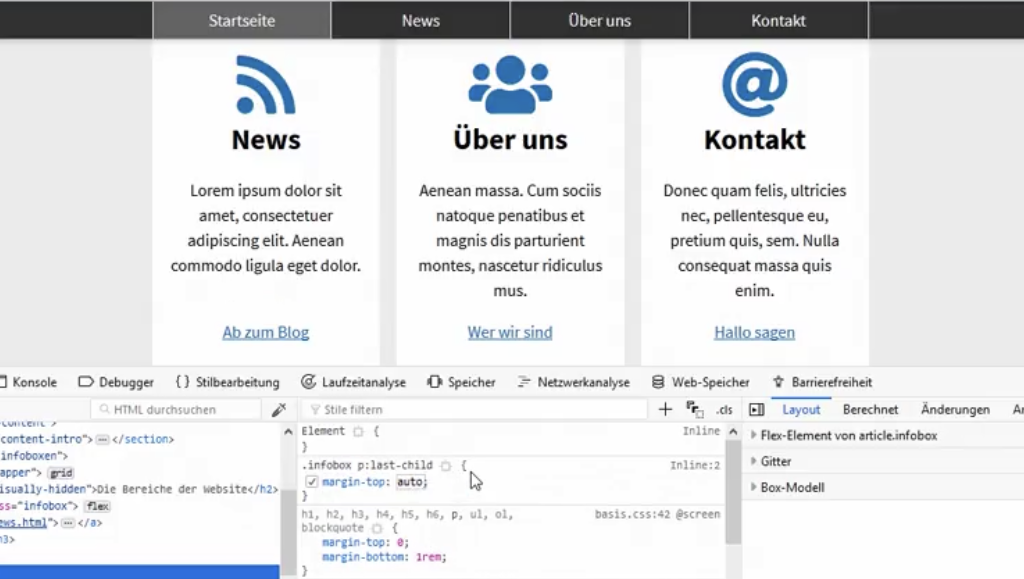 Startseite News Über uns Kontakt
News Über uns Kontakt
Lorem ipsum dolor sit
amet, consectetuer
adipiscing elit. Aenean
commodo ligula eget dolor.
Ab zum Blog
Aenean massa. Cum sociis
natoque penatibus et
magnis dis parturient
montes, nascetur ridiculus
mus.
Wer wir sind
Donec quam felis, ultricies
nec, pellentesque eu,
pretium quis, sem. Nulla
consequat massa quis
enim.
Hallo sagen
Konsole Debugger {} Stilbearbeitung Laufzeitanalyse Speicher Netzwerkanalyse Web-Speicher Barrierefreiheit
HTML durchsuchen
content-intro"> </section>
infoboxen">
apper"> grid
isually-hidden">Die Bereiche der Website</h2>
ss="infobox"> flex
ews.html"> </a>
h3>
Stile filtern + .cls
Element { Inline
}
.infobox p:last-child { Inline:2
margin-top: auto;
}
h1, h2, h3, h4, h5, h6, p, ul, ol, basis.css:42 @screen
blockquote {
margin-top: 0;
margin-bottom: 1rem;
}
Layout Berechnet Änderungen
Flex-Element von article.infobox
Gitter
Box-Modell